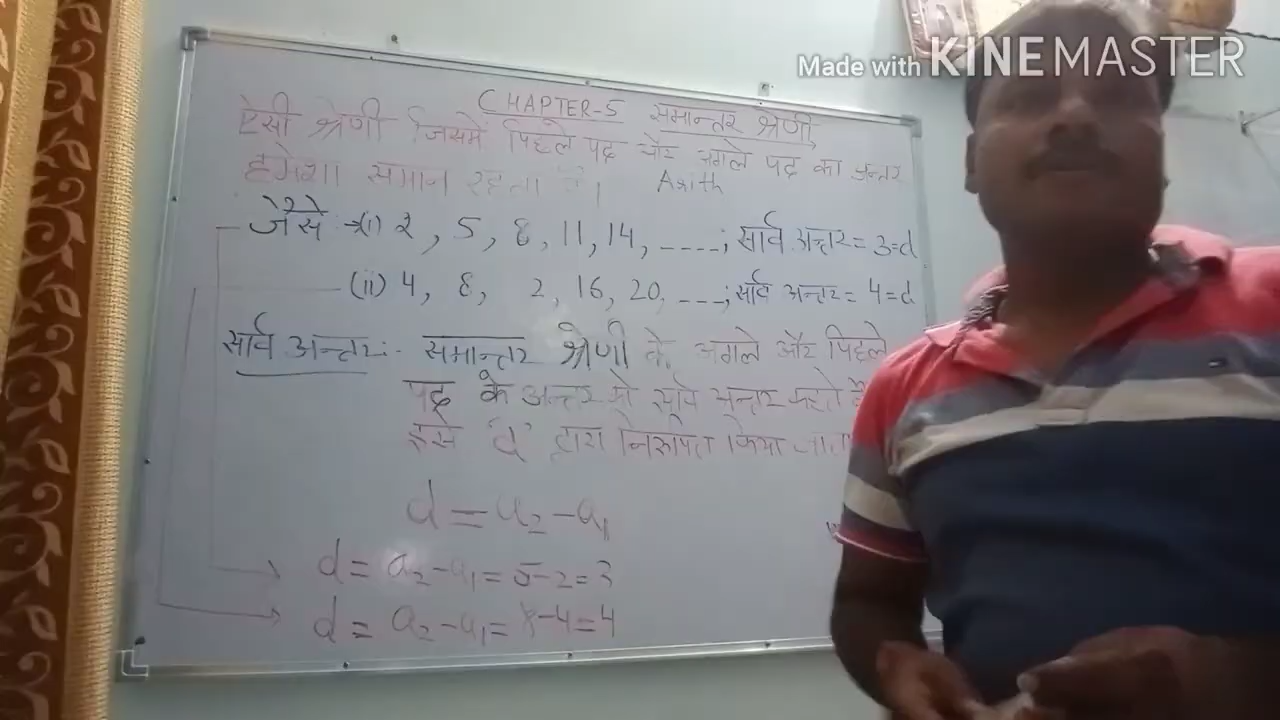 Made with KINEMASTER
CHAPTER-5 समान्तर श्रेणी
ऐसी श्रेणी जिसमे पिछले पद और अगले पद का अन्तर
हमेशा समान रहता है। Arith
जैसे →(i) 2, 5, 8, 11, 14, ----; सार्व अन्तर = 3=d
(ii) 4, 8, 2, 16, 20, ---; सार्व अन्तर = 4=d
सार्व अन्तर:- समान्तर श्रेणी के अगले और पिछले
पद के अन्तर को सार्व अन्तर कहते
इसे 'd' द्वारा निरूपित किया जाता
d = a₂ - a₁
d = a₂ - a₁ = 5-2 = 3
d = a₂ - a₁ = 8-4 = 4